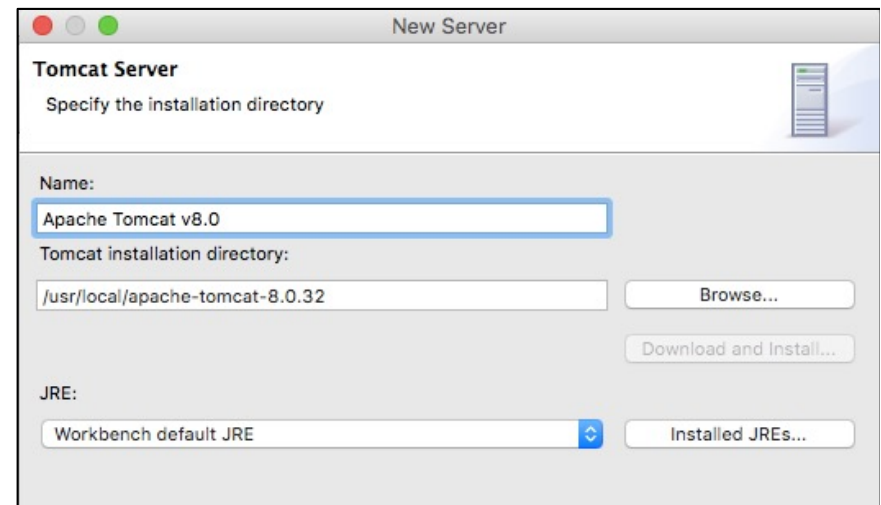 New Server
Tomcat Server
Specify the installation directory
Name:
Apache Tomcat v8.0
Tomcat installation directory:
/usr/local/apache-tomcat-8.0.32
Browse...
Download and Install...
JRE:
Workbench default JRE
Installed JREs...